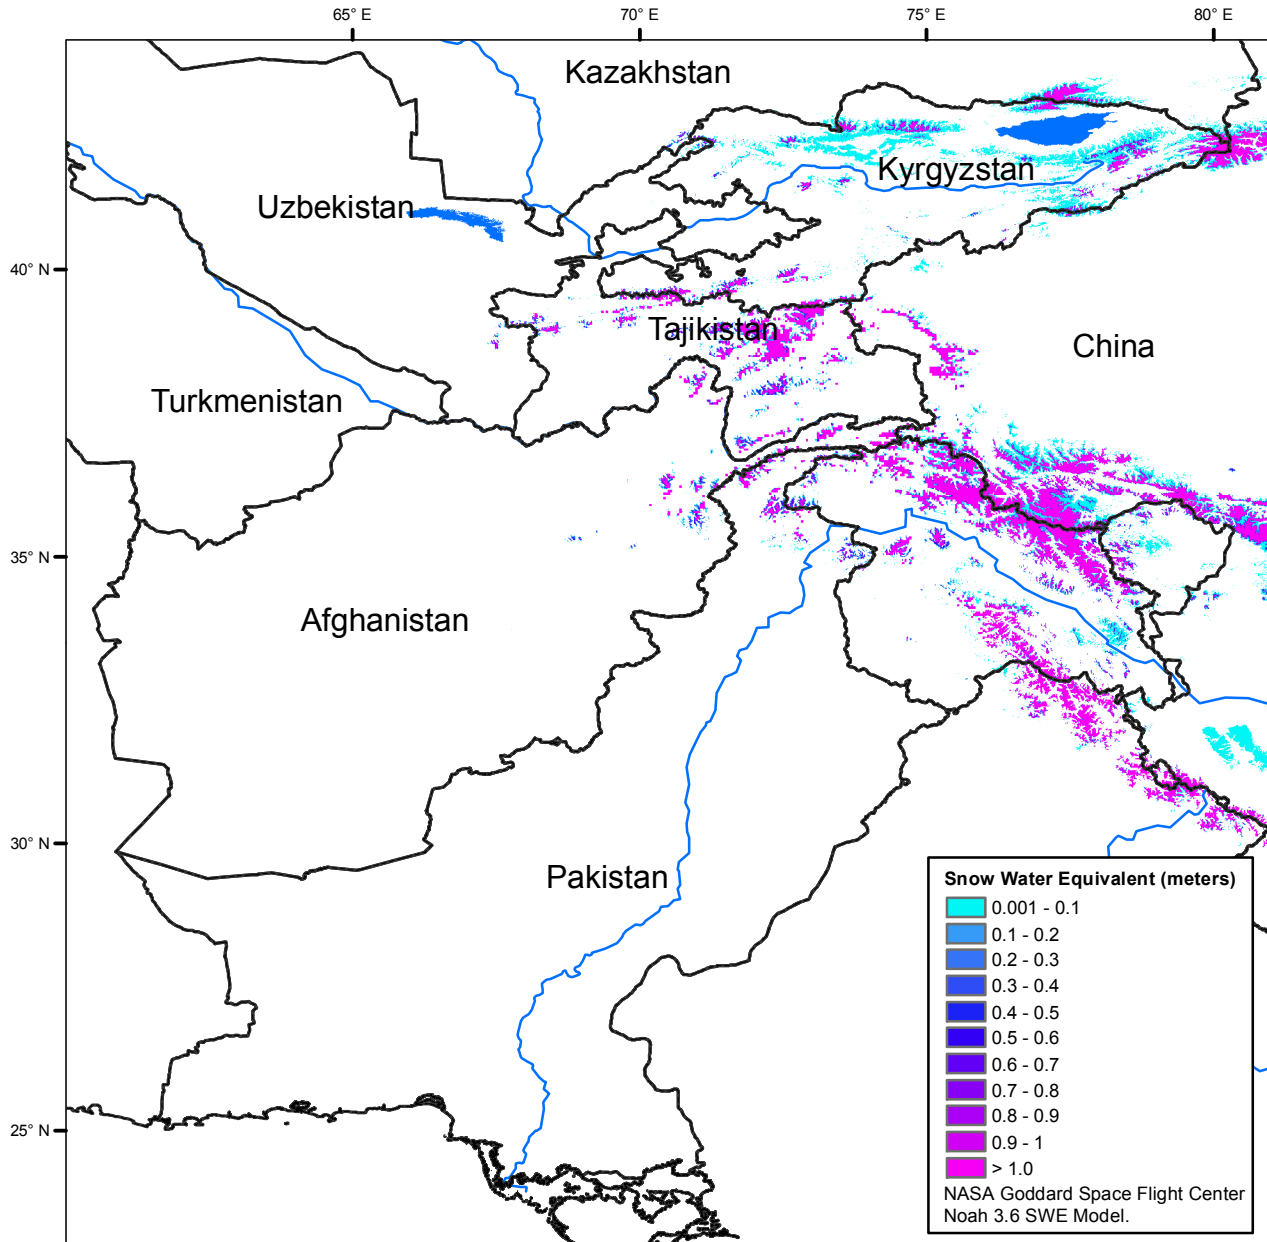 65° E
70° E
75° E
80° E
Kazakhstan
Kyrgyzstan
Uzbekistan
40° N
Tajikistan
China
Turkmenistan
35° N
Afghanistan
30° N
Pakistan
25° N
Snow Water Equivalent (meters)
0.001 - 0.1
0.1 - 0.2
0.2 - 0.3
0.3 - 0.4
0.4 - 0.5
0.5 - 0.6
0.6 - 0.7
0.7 - 0.8
0.8 - 0.9
0.9 - 1
> 1.0
NASA Goddard Space Flight Center
Noah 3.6 SWE Model.